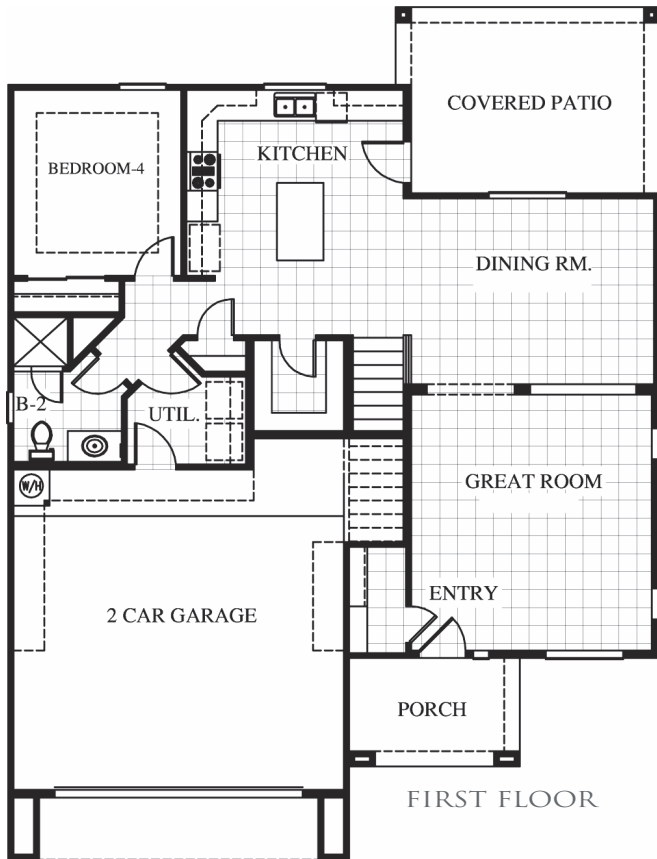 COVERED PATIO
KITCHEN
BEDROOM-4
DINING RM.
B-2
UTIL.
W/H
GREAT ROOM
ENTRY
2 CAR GARAGE
PORCH
FIRST FLOOR